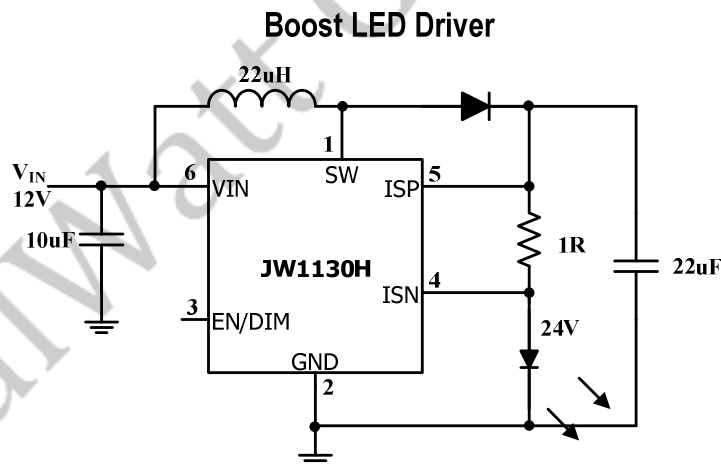 Boost LED Driver
22uH
1
V_IN
12V
6
VIN
SW
ISP
5
10uF
JW1130H
1R
22uF
ISN
4
3
EN/DIM
24V
GND
2